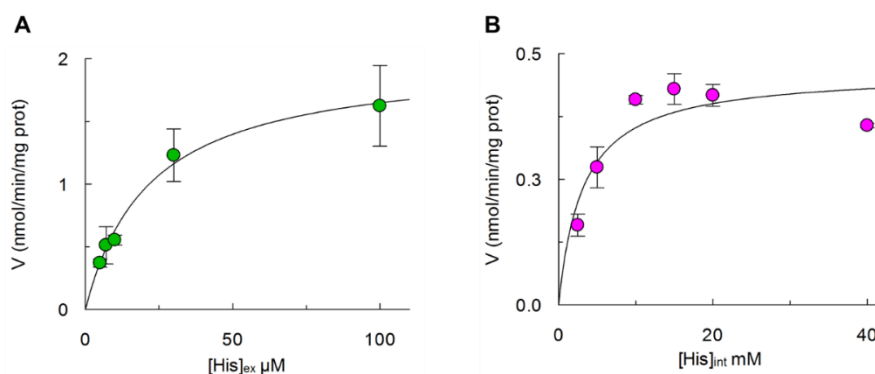 A
V (nmol/min/mg prot)
2
1
0
0
50
100
[His]ex µM
B
V (nmol/min/mg prot)
0.5
0.3
0.0
0
20
40
[His]int mM